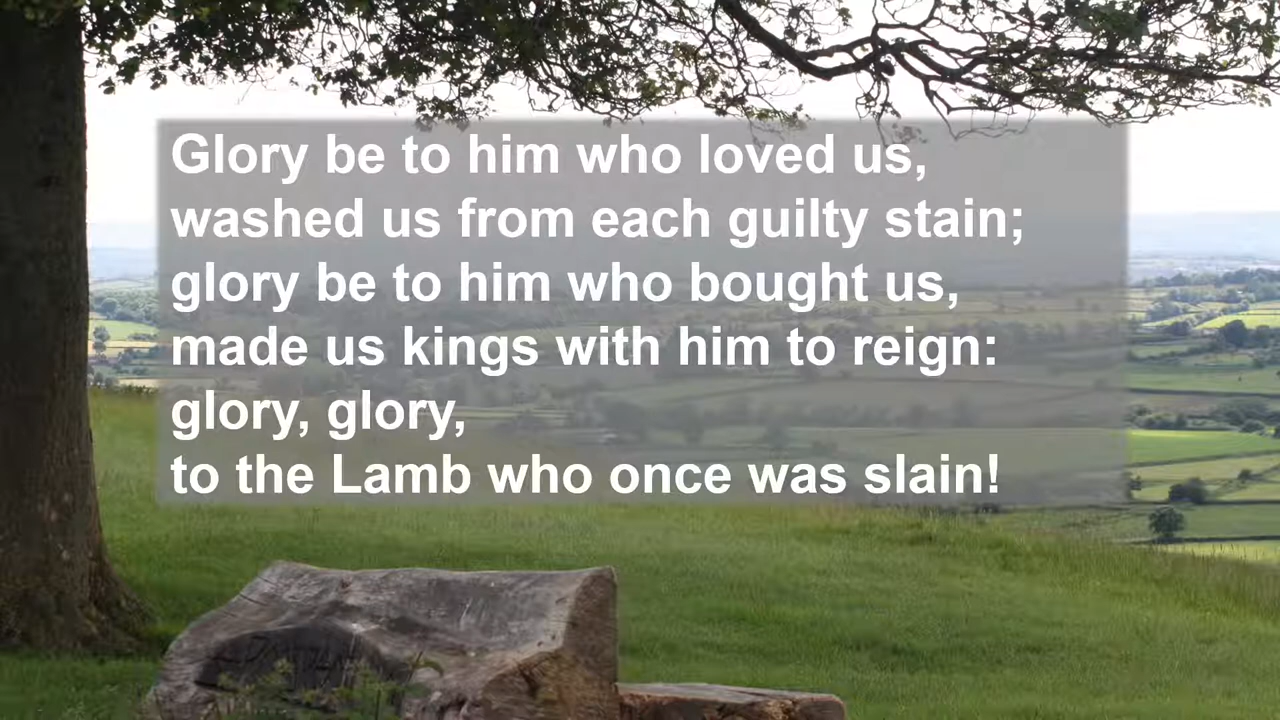 Glory be to him who loved us,
washed us from each guilty stain;
glory be to him who bought us,
made us kings with him to reign:
glory, glory,
to the Lamb who once was slain!